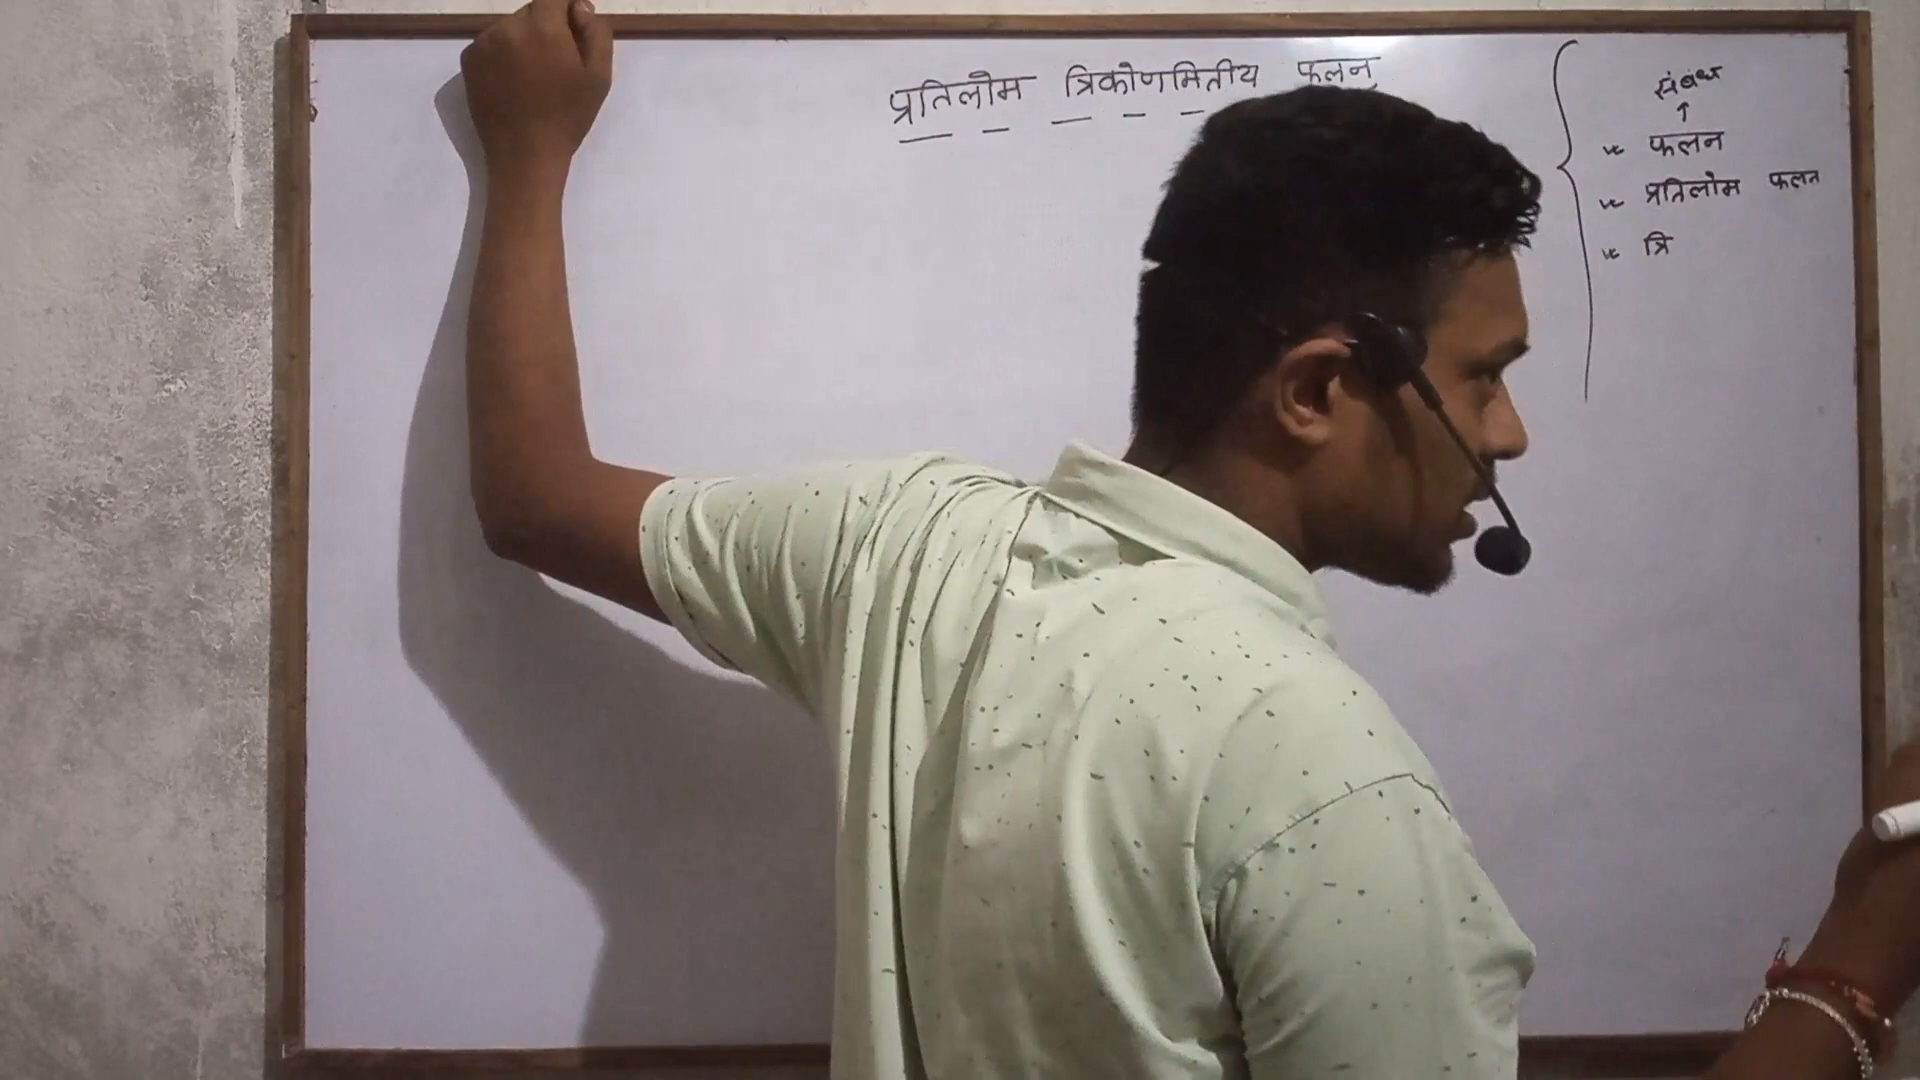 प्रतिलोम त्रिकोणमितीय फलन
संबंध
↑
फलन
प्रतिलोम फलन
त्रि